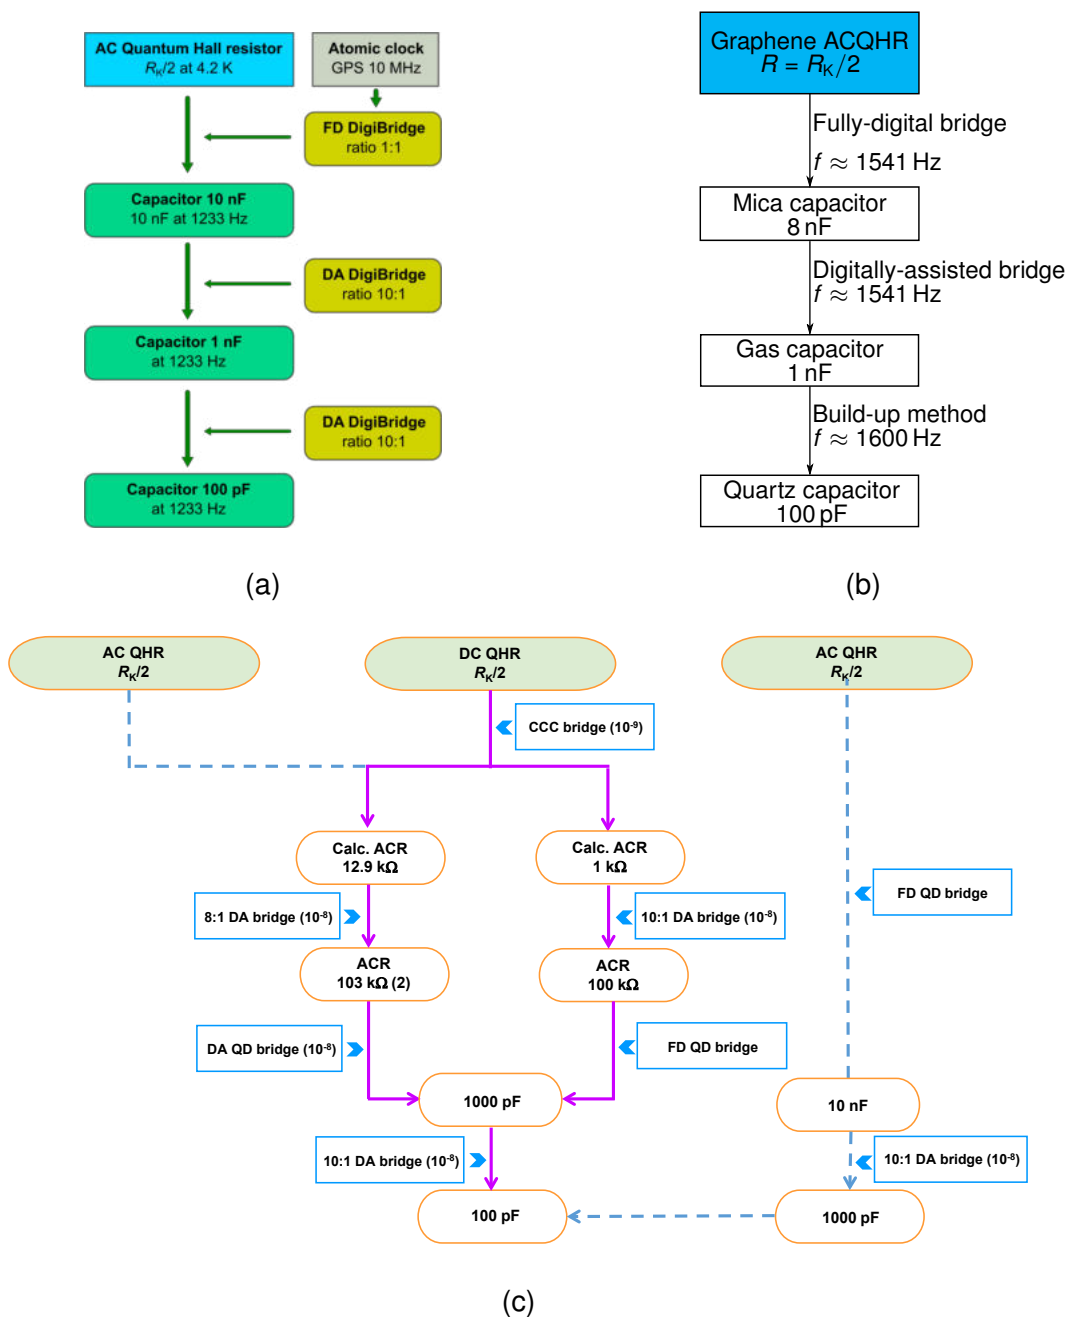 AC Quantum Hall resistor
R_K/2 at 4.2 K
Atomic clock
GPS 10 MHz
FD DigiBridge
ratio 1:1
Capacitor 10 nF
10 nF at 1233 Hz
DA DigiBridge
ratio 10:1
Capacitor 1 nF
at 1233 Hz
DA DigiBridge
ratio 10:1
Capacitor 100 pF
at 1233 Hz
(a)
Graphene ACQHR
R = R_K/2
Fully-digital bridge
f ≈ 1541 Hz
Mica capacitor
8 nF
Digitally-assisted bridge
f ≈ 1541 Hz
Gas capacitor
1 nF
Build-up method
f ≈ 1600 Hz
Quartz capacitor
100 pF
(b)
AC QHR
R_K/2
DC QHR
R_K/2
AC QHR
R_K/2
CCC bridge (10⁻⁹)
Calc. ACR
12.9 kΩ
Calc. ACR
1 kΩ
8:1 DA bridge (10⁻⁸)
10:1 DA bridge (10⁻⁸)
FD QD bridge
ACR
103 kΩ (2)
ACR
100 kΩ
DA QD bridge (10⁻⁸)
FD QD bridge
1000 pF
10 nF
10:1 DA bridge (10⁻⁸)
10:1 DA bridge (10⁻⁸)
100 pF
1000 pF
(c)